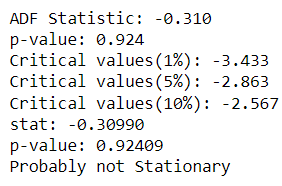 ADF Statistic: -0.310
p-value: 0.924
Critical values(1%): -3.433
Critical values(5%): -2.863
Critical values(10%): -2.567
stat: -0.30990
p-value: 0.92409
Probably not Stationary